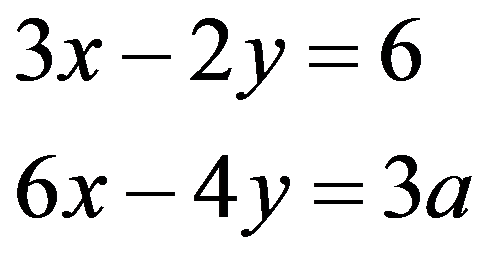 3x − 2y = 6
6x − 4y = 3a